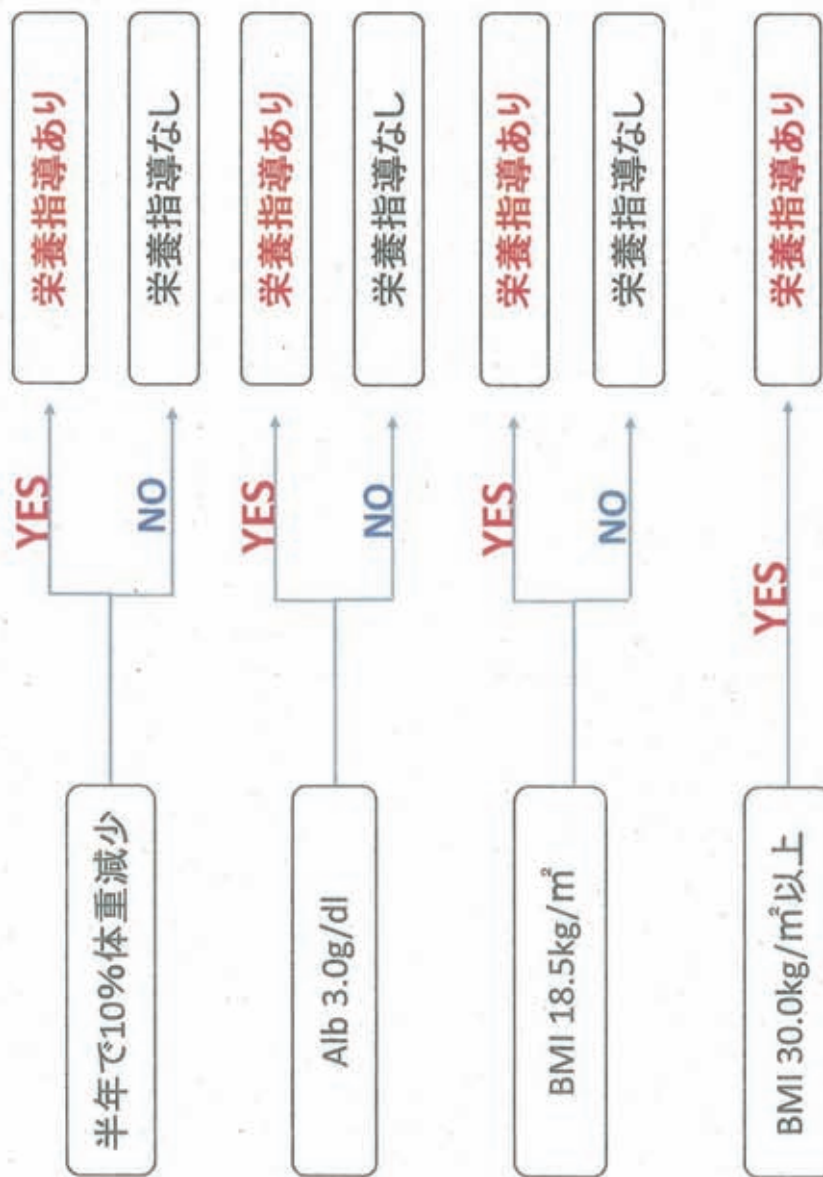 半年で10%体重減少
YES
栄養指導あり
NO
栄養指導なし
Alb 3.0g/dl
YES
栄養指導あり
NO
栄養指導なし
BMI 18.5kg/㎡
YES
栄養指導あり
NO
栄養指導なし
BMI 30.0kg/㎡以上
YES
栄養指導あり